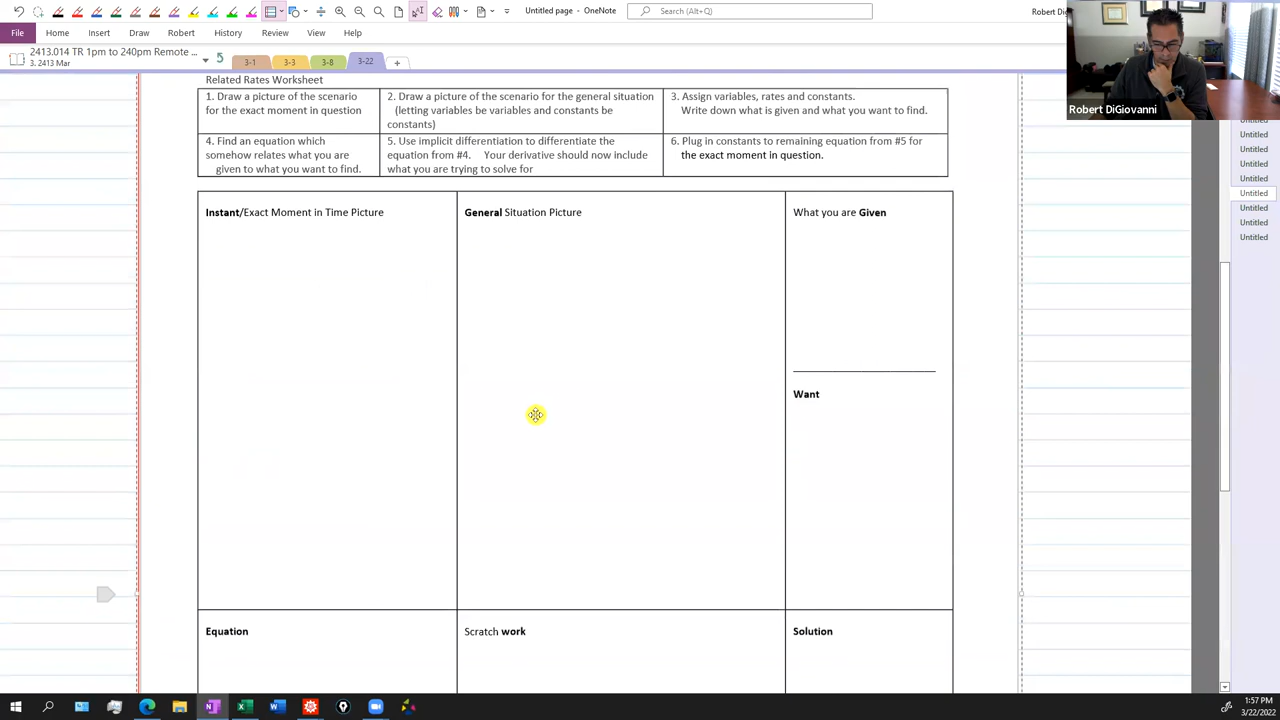 Untitled page - OneNote
Search (Alt+Q)
Robert Di
File Home Insert Draw Robert History Review View Help
2413.014 TR 1pm to 240pm Remote ...
3. 2413 Mar
3-1 3-3 3-8 3-22 +
Robert DiGiovanni
Related Rates Worksheet
1. Draw a picture of the scenario
for the exact moment in question
2. Draw a picture of the scenario for the general situation
(letting variables be variables and constants be
constants)
3. Assign variables, rates and constants.
Write down what is given and what you want to find.
4. Find an equation which
somehow relates what you are
given to what you want to find.
5. Use implicit differentiation to differentiate the
equation from #4. Your derivative should now include
what you are trying to solve for
6. Plug in constants to remaining equation from #5 for
the exact moment in question.
Instant/Exact Moment in Time Picture
General Situation Picture
What you are Given
Want
Equation
Scratch work
Solution
Untitled
Untitled
Untitled
Untitled
Untitled
Untitled
Untitled
Untitled
1:57 PM
3/22/2022